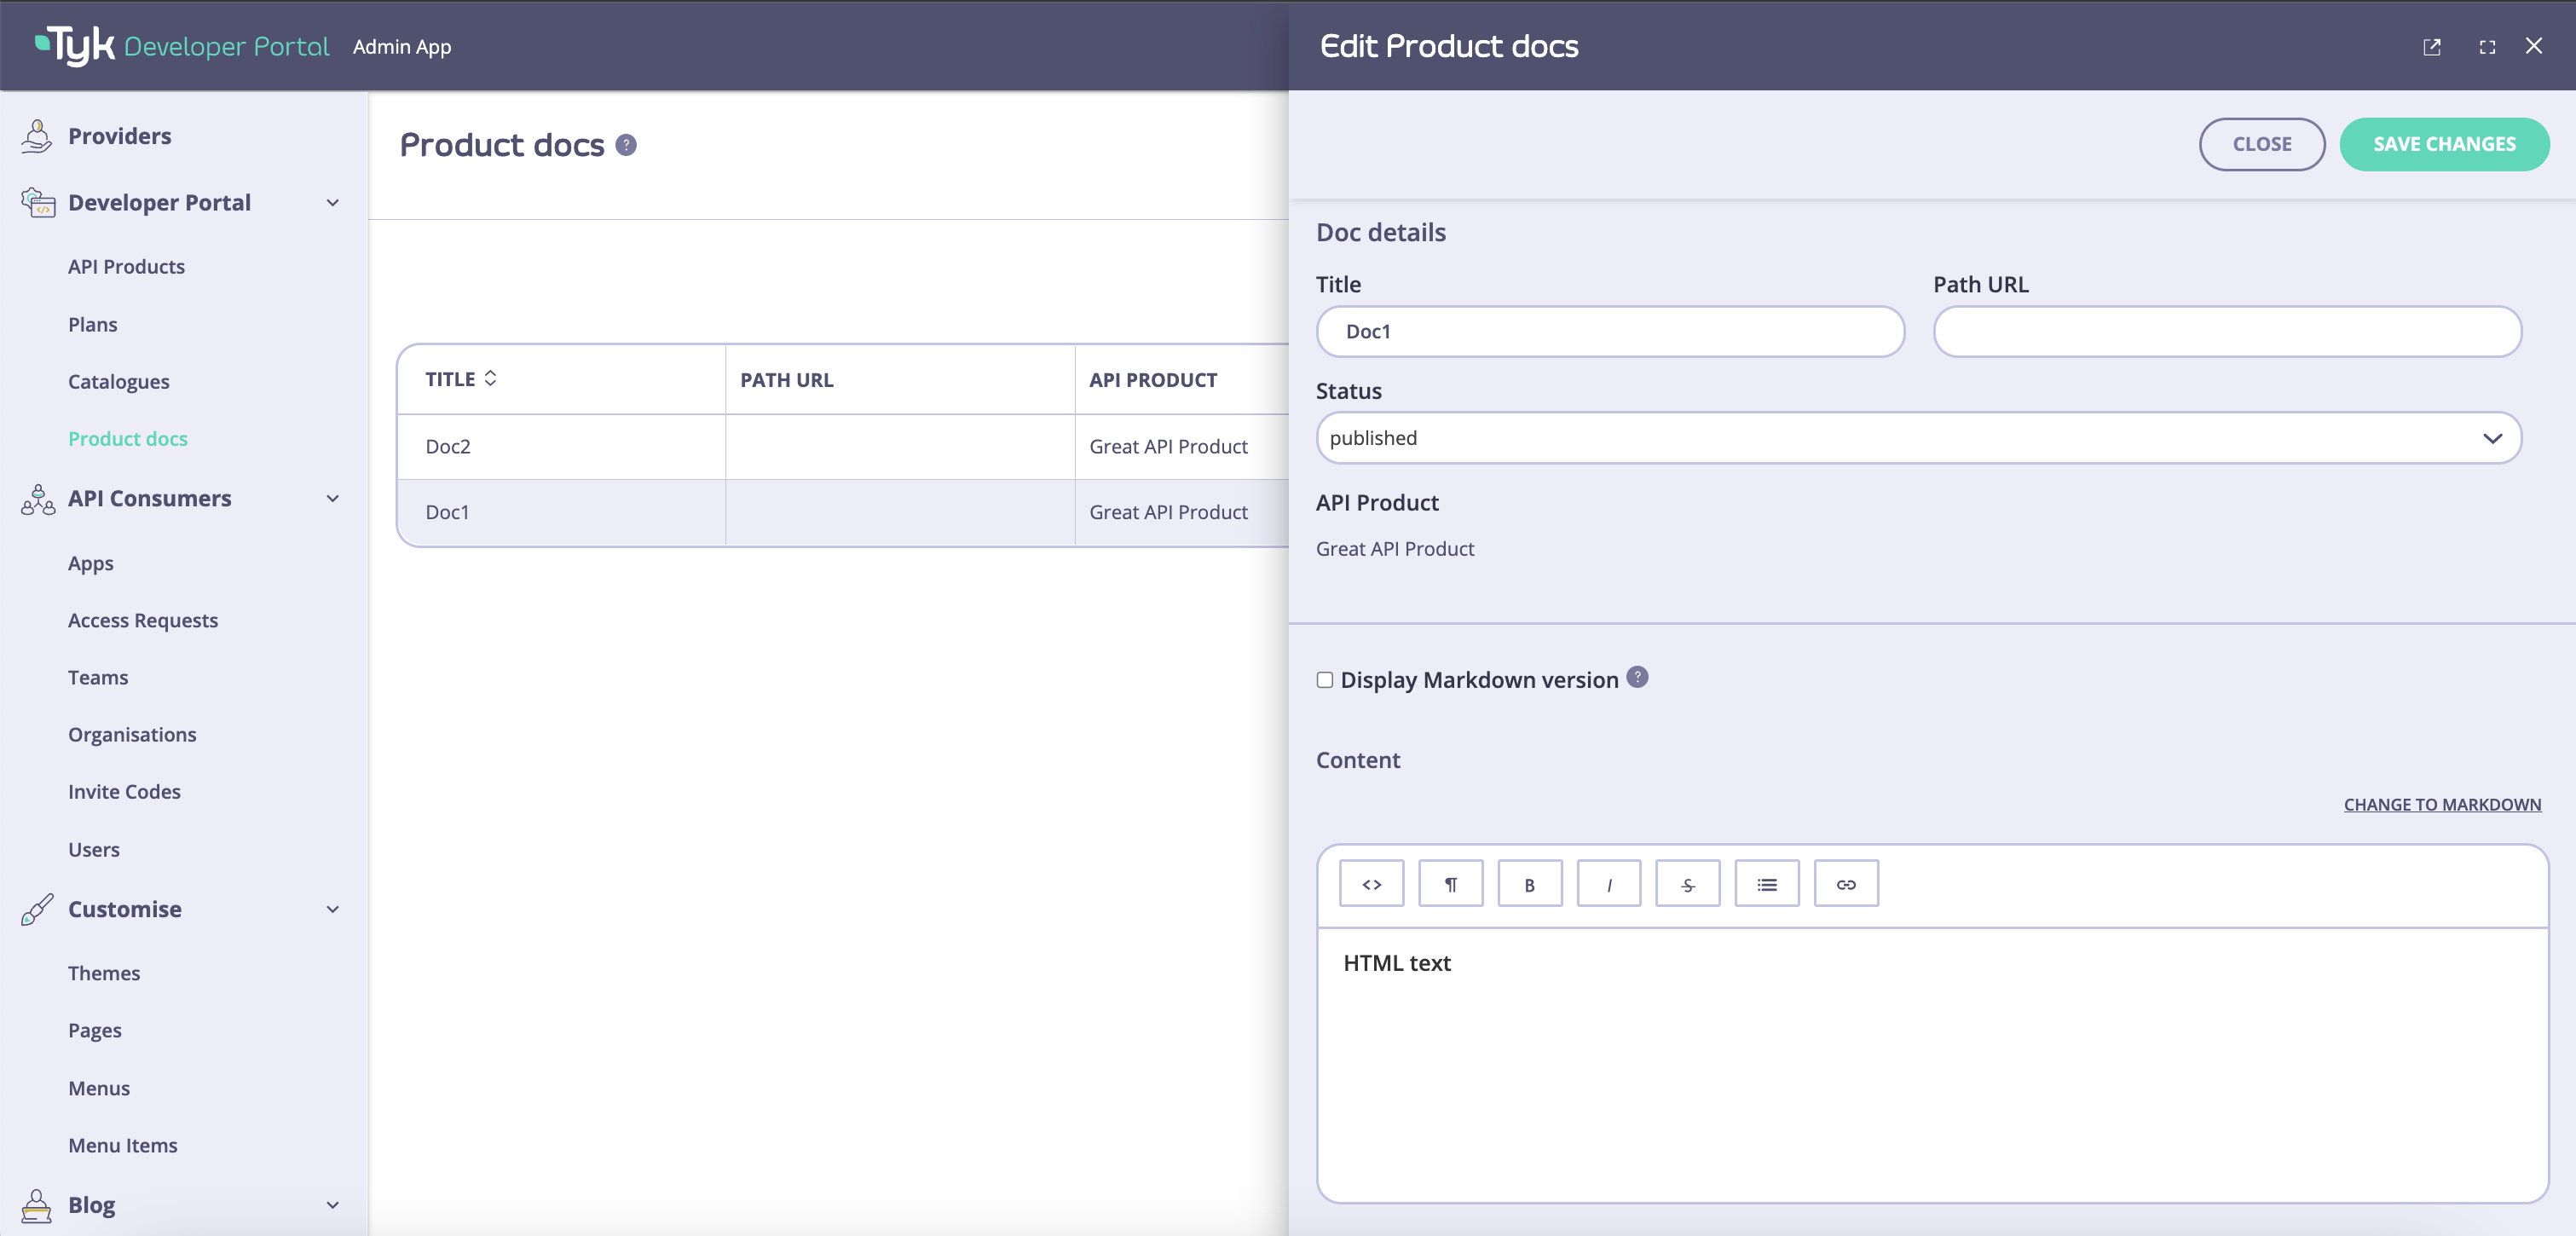 Tyk Developer Portal Admin App
Providers
Developer Portal
API Products
Plans
Catalogues
Product docs
API Consumers
Apps
Access Requests
Teams
Organisations
Invite Codes
Users
Customise
Themes
Pages
Menus
Menu Items
Blog
Product docs ?
TITLE PATH URL API PRODUCT
Doc2 Great API Product
Doc1 Great API Product
Edit Product docs
CLOSE SAVE CHANGES
Doc details
Title Path URL
Doc1
Status
published
API Product
Great API Product
Display Markdown version ?
Content
CHANGE TO MARKDOWN
<> ¶ B I S
HTML text